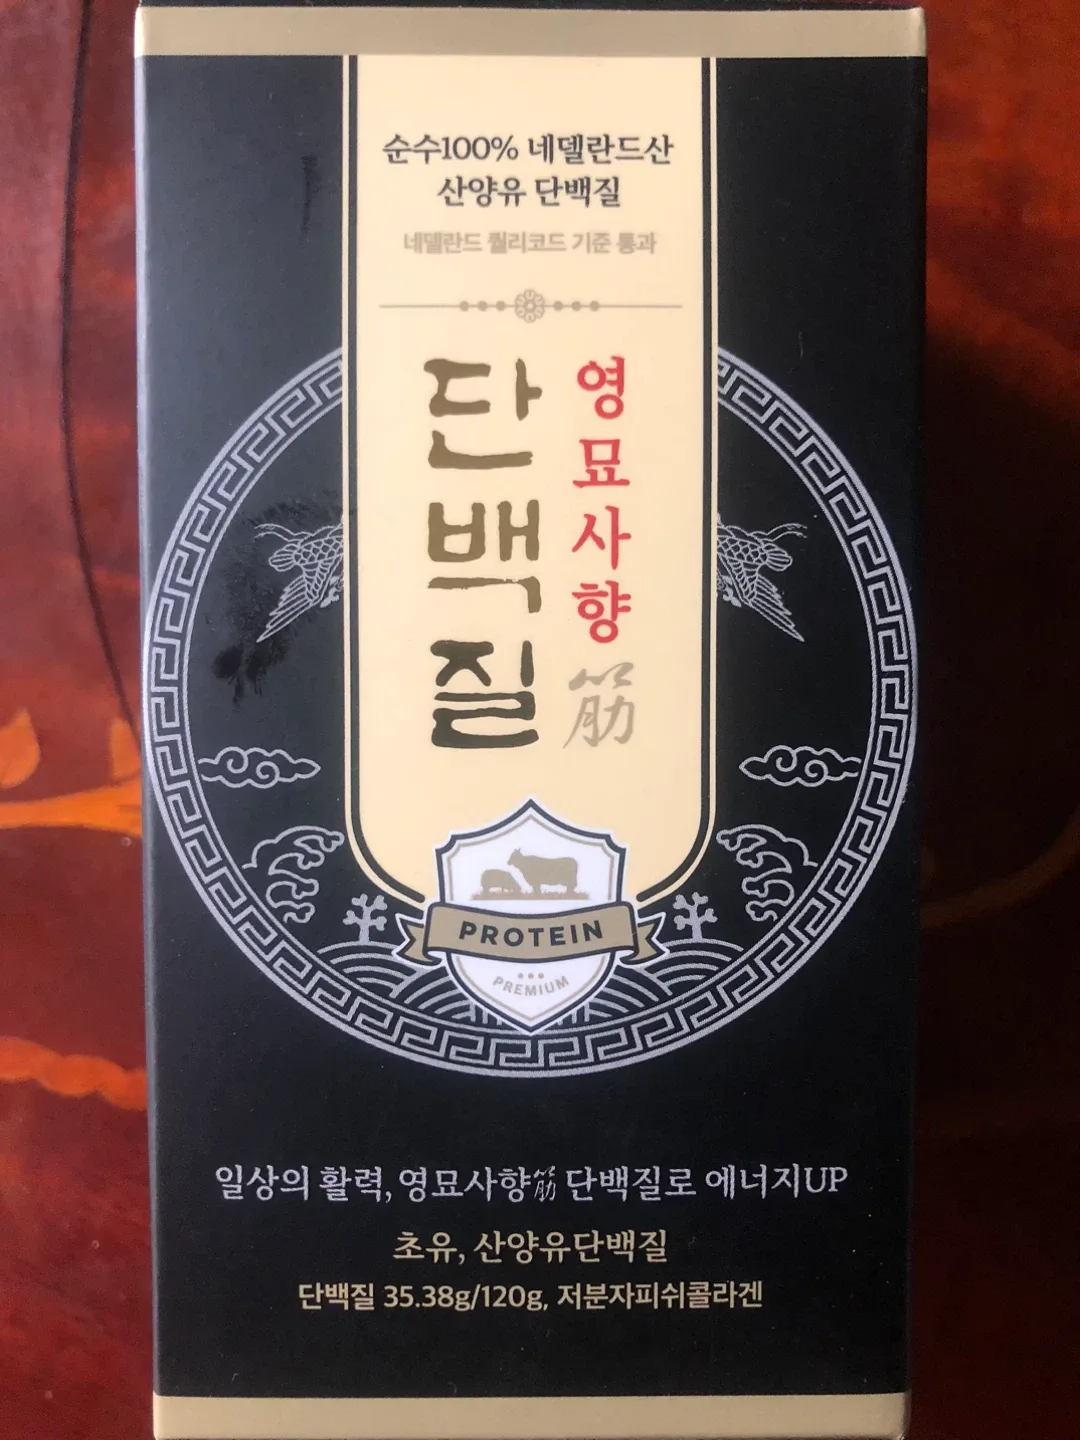 순수100% 네델란드산
산양유 단백질
네델란드 퀄리코드 기준 통과
영묘사향筋
단백질
PROTEIN
PREMIUM
일상의 활력, 영묘사향筋 단백질로 에너지UP
초유, 산양유단백질
단백질 35.38g/120g, 저분자피쉬콜라겐